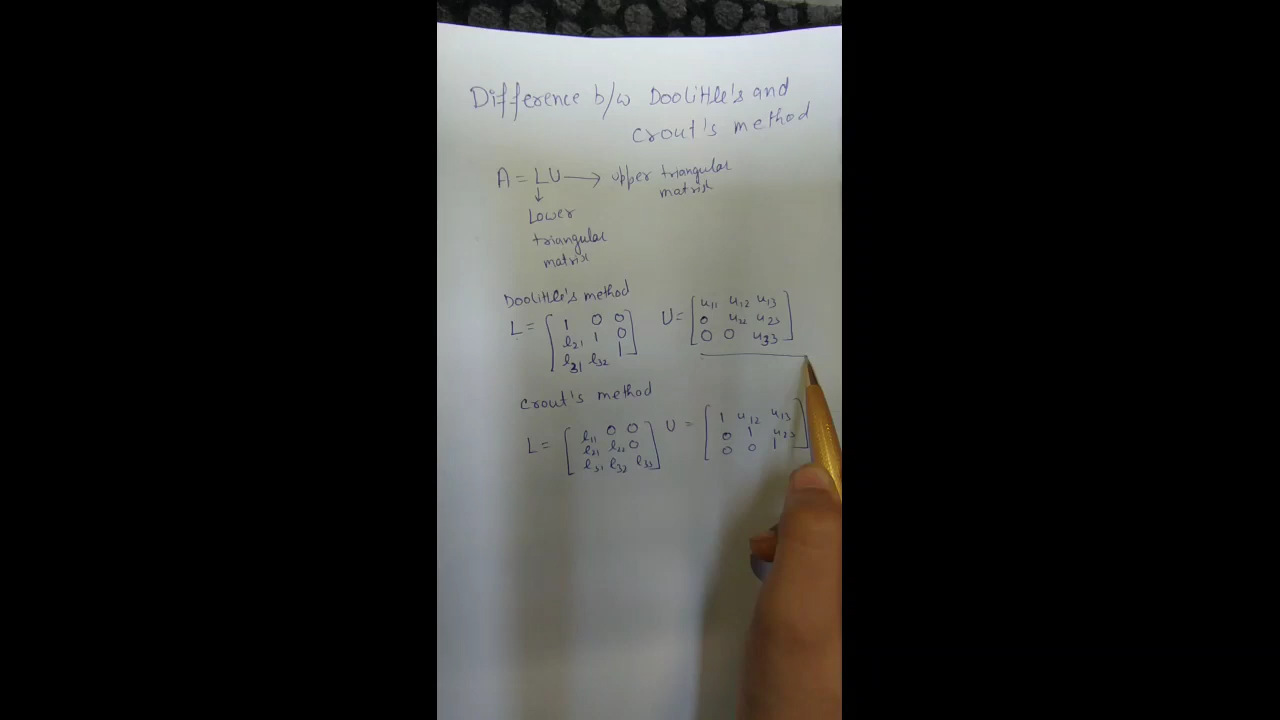 Difference b/w Doolittle's and
Crout's method
A = LU → upper triangular
matrix
↓
Lower
triangular
matrix
Doolittle's method
L = [1 0 0 U = [u11 u12 u13
l21 1 0 0 u22 u23
l31 l32 1] 0 0 u33]
Crout's method
L = [l11 0 0 U = [1 u12 u13
l21 l22 0 0 1 u23
l31 l32 l33] 0 0 1]